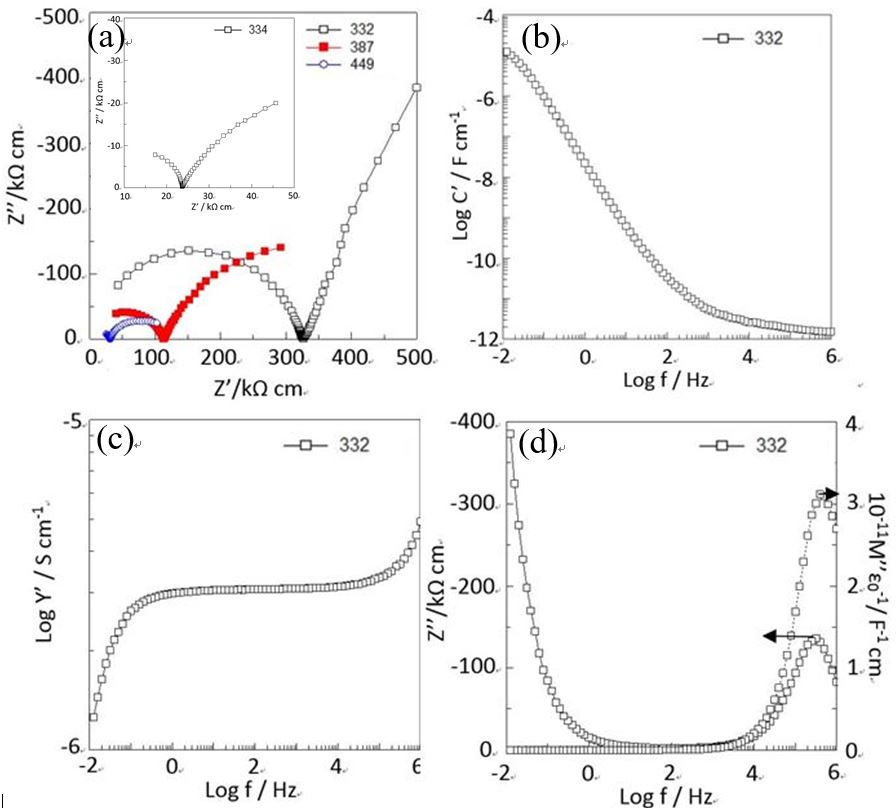 (a)
334
332
387
449
-500
-400
-300
-200
-100
0
Z''/kΩ cm
-40
-30
-20
-10
0
Z'' / kΩ cm
10 20 30 40 50
Z' / kΩ cm
0 100 200 300 400 500
Z'/kΩ cm
(b)
332
-4
-6
-8
-10
-12
Log C' / F cm-1
-2 0 2 4 6
Log f / Hz
(c)
332
-5
-6
Log Y' / S cm-1
-2 0 2 4 6
Log f / Hz
(d)
332
-400
-300
-200
-100
0
Z''/kΩ cm
4
3
2
1
0
10-11M''ε0-1/F-1 cm
-2 0 2 4 6
Log f / Hz